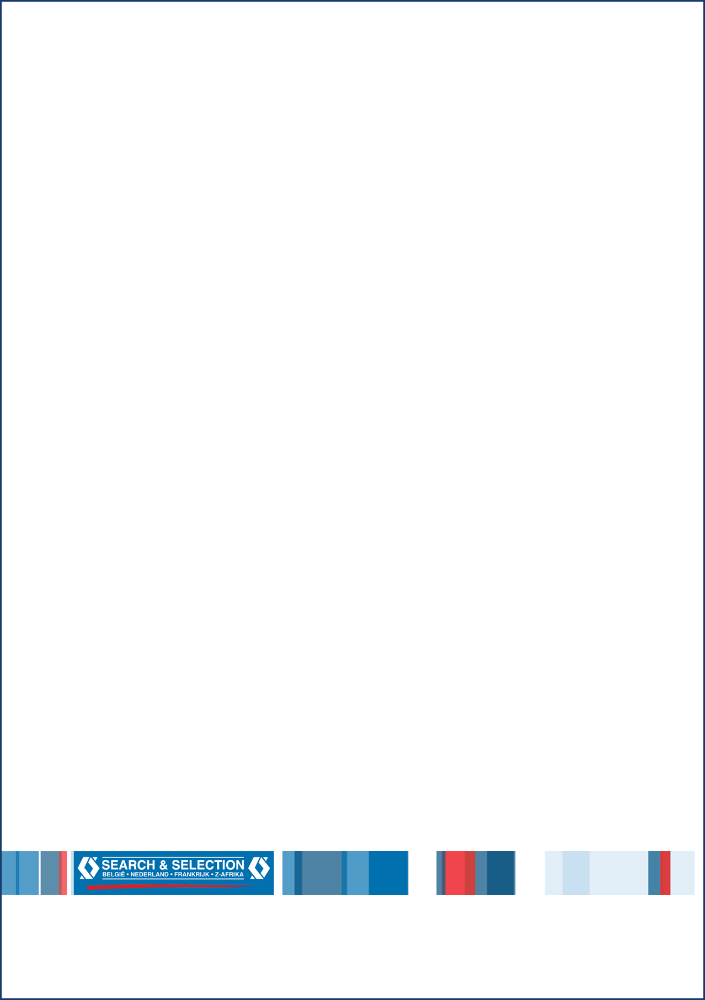 SEARCH & SELECTION
BELGIË • NEDERLAND • FRANKRIJK • Z-AFRIKA